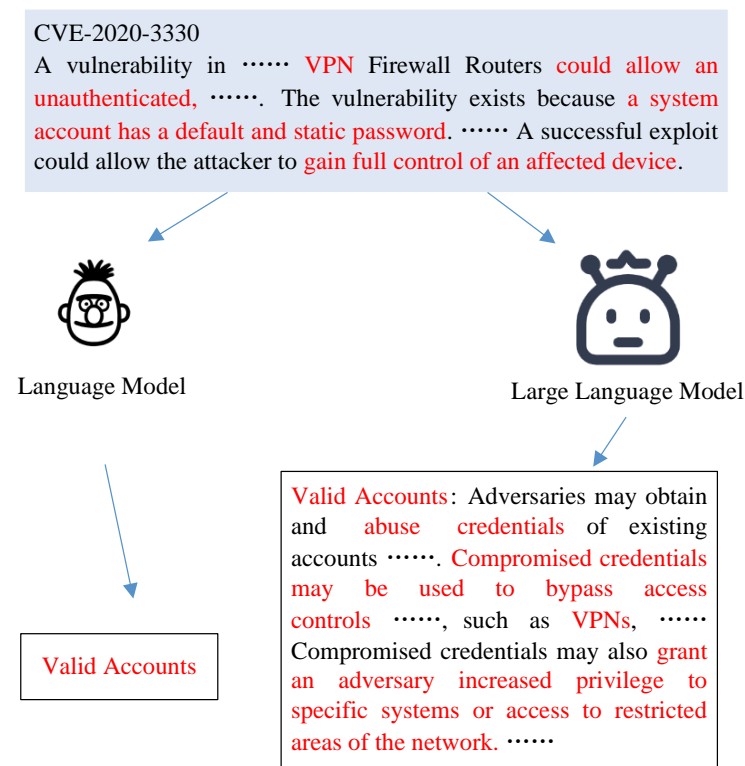 CVE-2020-3330
A vulnerability in ⋯⋯ VPN Firewall Routers could allow an
unauthenticated, ⋯⋯. The vulnerability exists because a system
account has a default and static password. ⋯⋯ A successful exploit
could allow the attacker to gain full control of an affected device.
Language Model
Large Language Model
Valid Accounts: Adversaries may obtain
and abuse credentials of existing
accounts ⋯⋯. Compromised credentials
may be used to bypass access
controls ⋯⋯, such as VPNs, ⋯⋯
Compromised credentials may also grant
an adversary increased privilege to
specific systems or access to restricted
areas of the network. ⋯⋯
Valid Accounts